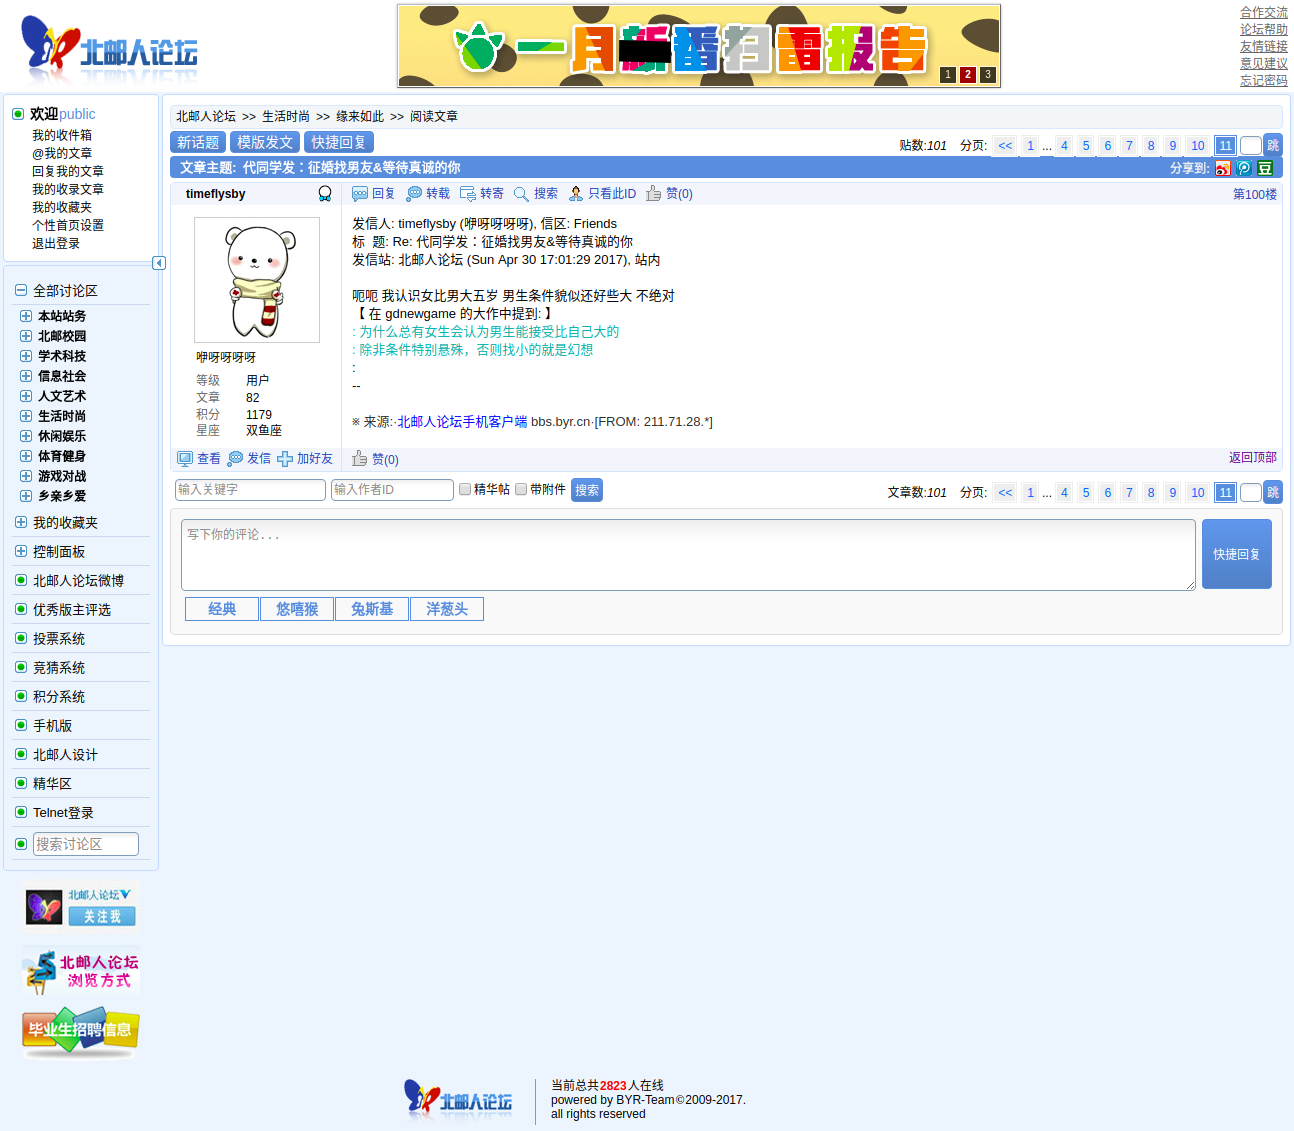 北邮人论坛
一月新番扫雷报告
1 2 3
合作交流
论坛帮助
友情链接
意见建议
忘记密码
欢迎public
我的收件箱
@我的文章
回复我的文章
我的收录文章
我的收藏夹
个性首页设置
退出登录
全部讨论区
本站站务
北邮校园
学术科技
信息社会
人文艺术
生活时尚
休闲娱乐
体育健身
游戏对战
乡亲乡爱
我的收藏夹
控制面板
北邮人论坛微博
优秀版主评选
投票系统
竞猜系统
积分系统
手机版
北邮人设计
精华区
Telnet登录
搜索讨论区
北邮人论坛
关注我
北邮人论坛
浏览方式
毕业生招聘信息
北邮人论坛 >> 生活时尚 >> 缘来如此 >> 阅读文章
新话题 模版发文 快捷回复
贴数:101 分页: << 1 ... 4 5 6 7 8 9 10 11 跳
文章主题: 代同学发：征婚找男友&等待真诚的你
分享到: 豆
timeflysby
回复 转载 转寄 搜索 只看此ID 赞(0)
第100楼
咿呀呀呀呀
等级 用户
文章 82
积分 1179
星座 双鱼座
发信人: timeflysby (咿呀呀呀呀), 信区: Friends
标 题: Re: 代同学发：征婚找男友&等待真诚的你
发信站: 北邮人论坛 (Sun Apr 30 17:01:29 2017), 站内
呃呃 我认识女比男大五岁 男生条件貌似还好些大 不绝对
【 在 gdnewgame 的大作中提到: 】
: 为什么总有女生会认为男生能接受比自己大的
: 除非条件特别悬殊，否则找小的就是幻想
:
--
※ 来源:·北邮人论坛手机客户端 bbs.byr.cn·[FROM: 211.71.28.*]
查看 发信 加好友
赞(0)
返回顶部
输入关键字 输入作者ID 精华帖 带附件 搜索
文章数:101 分页: << 1 ... 4 5 6 7 8 9 10 11 跳
写下你的评论...
快捷回复
经典 悠嘻猴 兔斯基 洋葱头
北邮人论坛
当前总共2823人在线
powered by BYR-Team©2009-2017.
all rights reserved